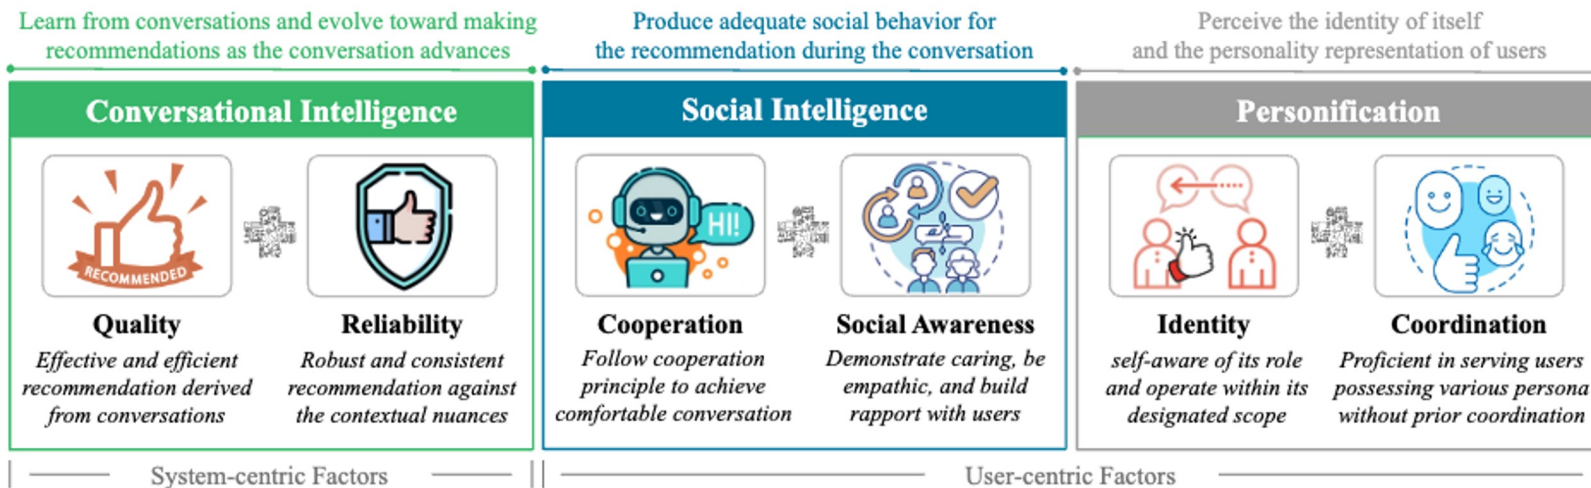 Learn from conversations and evolve toward making
recommendations as the conversation advances
Produce adequate social behavior for
the recommendation during the conversation
Perceive the identity of itself
and the personality representation of users
Conversational Intelligence
Social Intelligence
Personification
RECOMMENDED
HI!
Quality
Effective and efficient
recommendation derived
from conversations
Reliability
Robust and consistent
recommendation against
the contextual nuances
Cooperation
Follow cooperation
principle to achieve
comfortable conversation
Social Awareness
Demonstrate caring, be
empathic, and build
rapport with users
Identity
self-aware of its role
and operate within its
designated scope
Coordination
Proficient in serving users
possessing various persona
without prior coordination
System-centric Factors
User-centric Factors